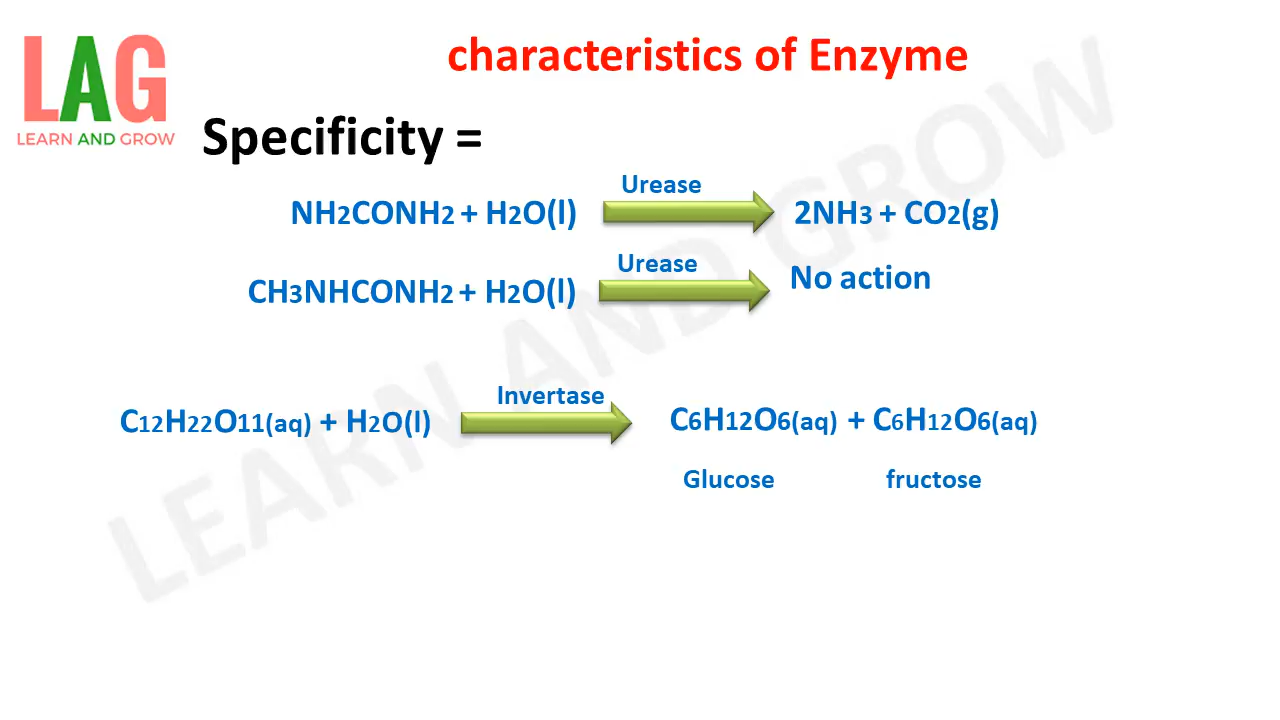 LAG
LEARN AND GROW
characteristics of Enzyme
Specificity =
Urease
NH2CONH2 + H2O(l) 2NH3 + CO2(g)
Urease
CH3NHCONH2 + H2O(l) No action
Invertase
C12H22O11(aq) + H2O(l) C6H12O6(aq) + C6H12O6(aq)
Glucose fructose
LEARN AND GROW